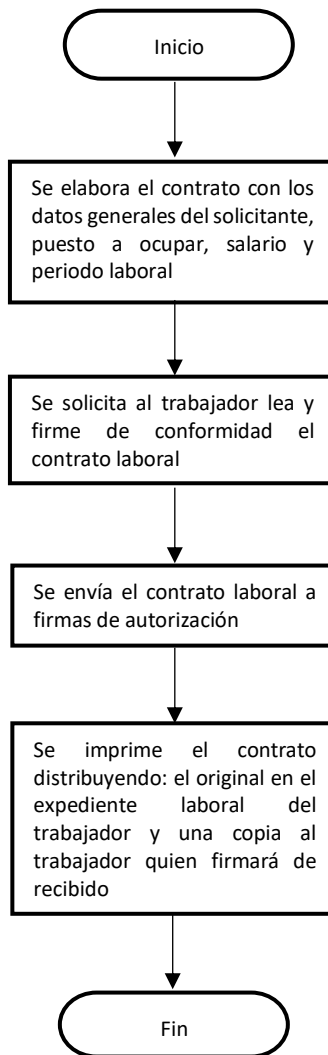 Inicio
Se elabora el contrato con los
datos generales del solicitante,
puesto a ocupar, salario y
periodo laboral
Se solicita al trabajador lea y
firme de conformidad el
contrato laboral
Se envía el contrato laboral a
firmas de autorización
Se imprime el contrato
distribuyendo: el original en el
expediente laboral del
trabajador y una copia al
trabajador quien firmará de
recibido
Fin